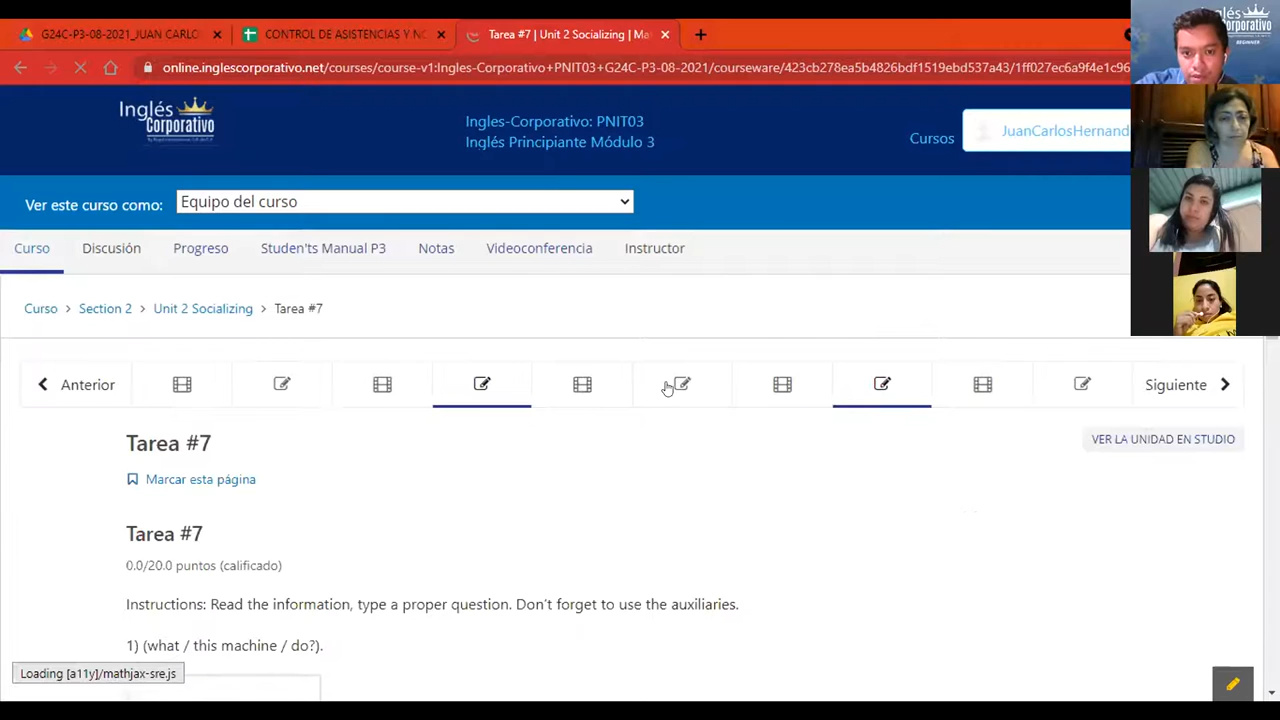 G24C-P3-08-2021_JUAN CARLO
CONTROL DE ASISTENCIAS Y NO
Tarea #7 | Unit 2 Socializing | Ma
online.inglescorporativo.net/courses/course-v1:Ingles-Corporativo+PNIT03+G24C-P3-08-2021/courseware/423cb278ea5b4826bdf1519ebd537a43/1ff027ec6a9f4e1c96
Inglés
Corporativo
BEGINNER
Inglés
Corporativo
Ingles-Corporativo: PNIT03
Inglés Principiante Módulo 3
Cursos
JuanCarlosHernand
Ver este curso como:
Equipo del curso
Curso
Discusión
Progreso
Studen'ts Manual P3
Notas
Videoconferencia
Instructor
Curso > Section 2 > Unit 2 Socializing > Tarea #7
Anterior
Siguiente
Tarea #7
VER LA UNIDAD EN STUDIO
Marcar esta página
Tarea #7
0.0/20.0 puntos (calificado)
Instructions: Read the information, type a proper question. Don't forget to use the auxiliaries.
1) (what / this machine / do?).
Loading [a11y]/mathjax-sre.js